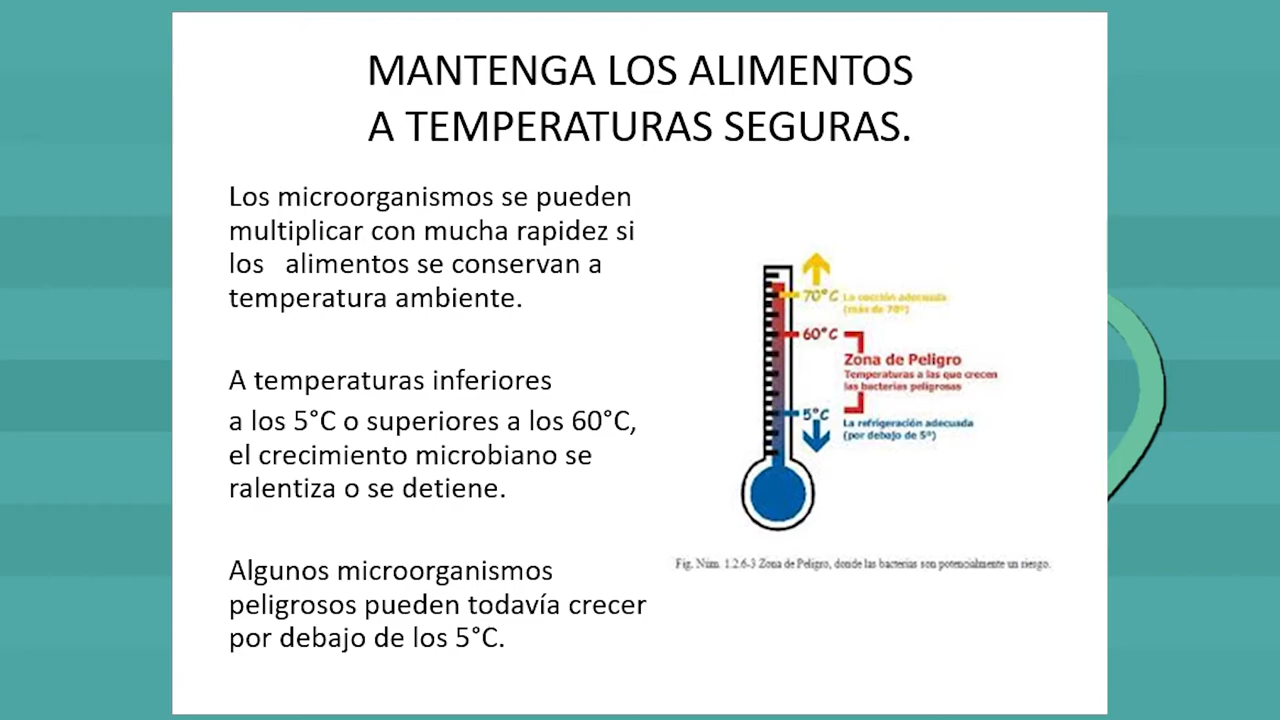 MANTENGA LOS ALIMENTOS
A TEMPERATURAS SEGURAS.
Los microorganismos se pueden
multiplicar con mucha rapidez si
los alimentos se conservan a
temperatura ambiente.
A temperaturas inferiores
a los 5°C o superiores a los 60°C,
el crecimiento microbiano se
ralentiza o se detiene.
Algunos microorganismos
peligrosos pueden todavía crecer
por debajo de los 5°C.
70°C La cocción adecuada
(más de 70º)
60°C
Zona de Peligro
Temperaturas a las que crecen
las bacterias peligrosas
5°C
La refrigeración adecuada
(por debajo de 5º)
Fig. Núm. 1.2.6-3 Zona de Peligro, donde las bacterias son potencialmente un riesgo.